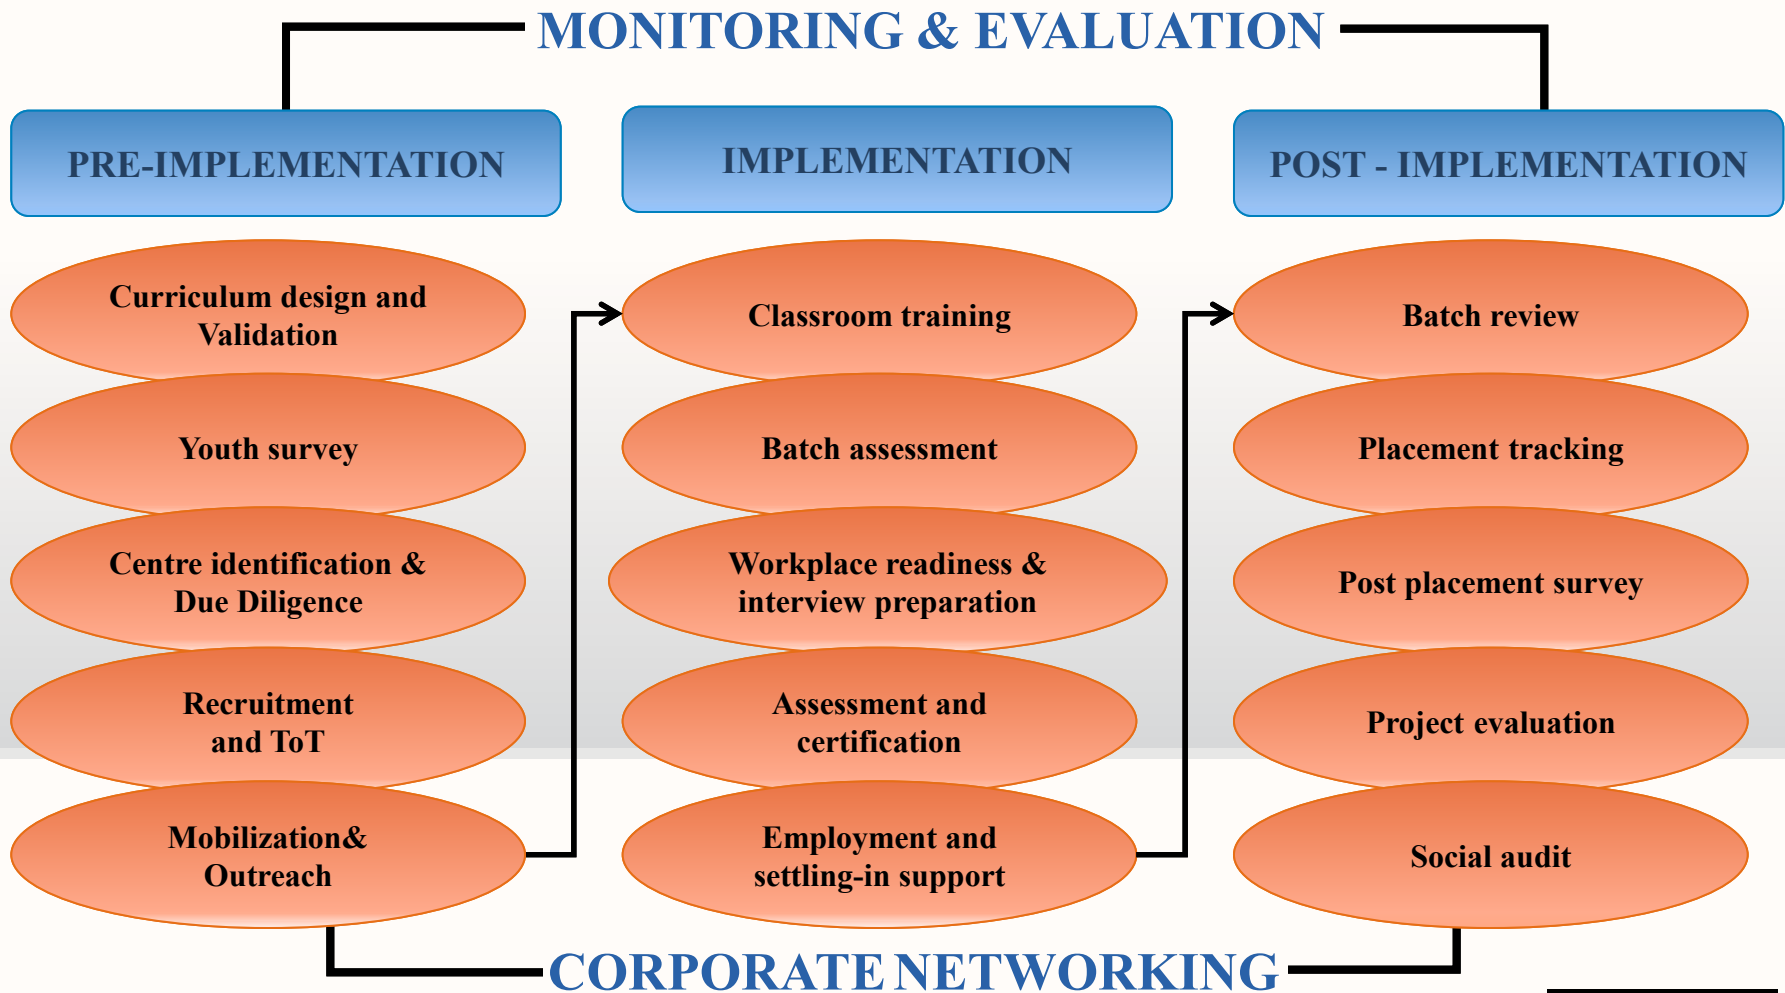 MONITORING & EVALUATION
PRE-IMPLEMENTATION
Curriculum design and
Validation
Youth survey
Centre identification &
Due Diligence
Recruitment
and ToT
Mobilization&
Outreach
IMPLEMENTATION
Classroom training
Batch assessment
Workplace readiness &
interview preparation
Assessment and
certification
Employment and
settling-in support
POST - IMPLEMENTATION
Batch review
Placement tracking
Post placement survey
Project evaluation
Social audit
CORPORATE NETWORKING